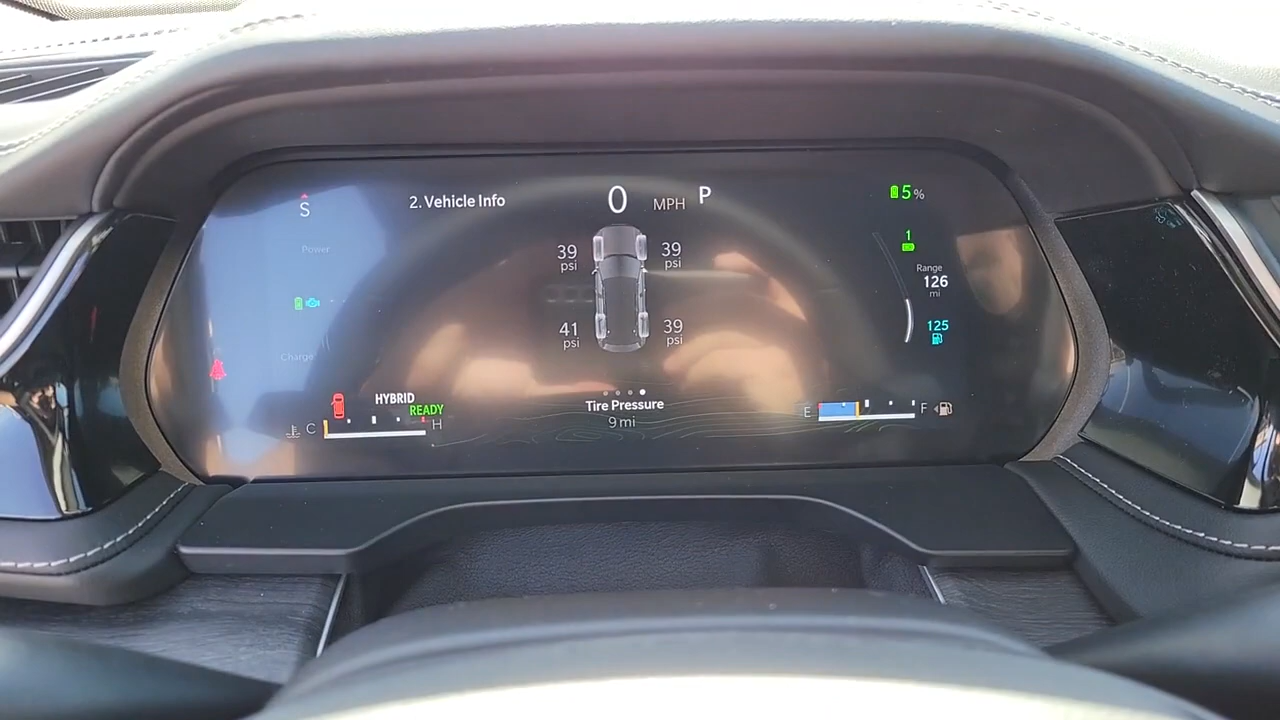 S
2. Vehicle Info
0 MPH P
5%
Power
39 psi
39 psi
1
Range
126
mi
125
41 psi
39 psi
Charge
HYBRID
READY
C
H
Tire Pressure
9 mi
E
F